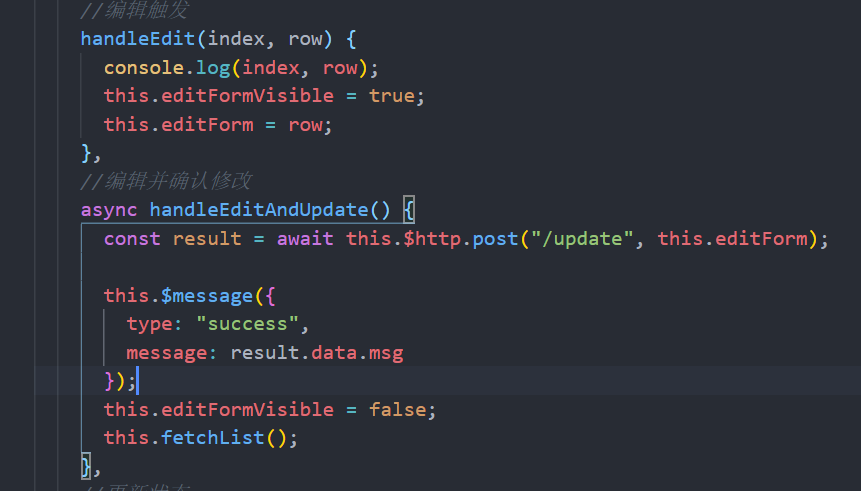 //编辑触发
handleEdit(index, row) {
console.log(index, row);
this.editFormVisible = true;
this.editForm = row;
},
//编辑并确认修改
async handleEditAndUpdate() {
const result = await this.$http.post("/update", this.editForm);
this.$message({
type: "success",
message: result.data.msg
});
this.editFormVisible = false;
this.fetchList();
},